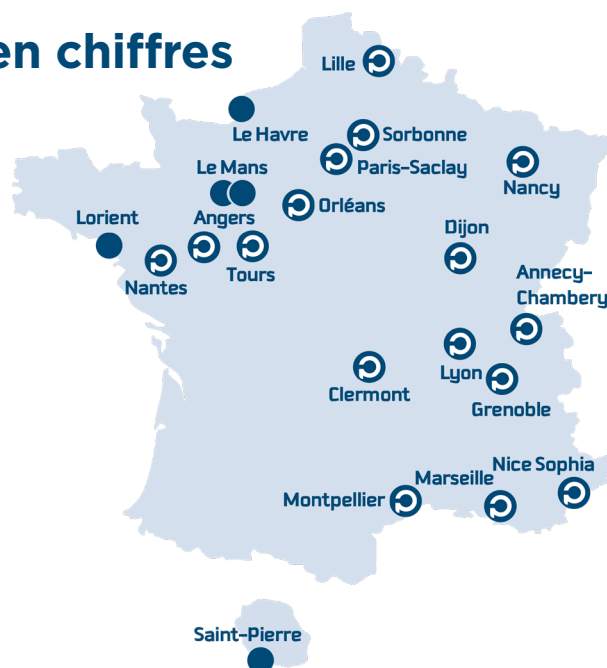 en chiffres
Lille
Le Havre
Sorbonne
Le Mans
Paris-Saclay
Nancy
Orléans
Lorient
Angers
Dijon
Tours
Nantes
Annecy-
Chambery
Lyon
Clermont
Grenoble
Nice Sophia
Marseille
Montpellier
Saint-Pierre